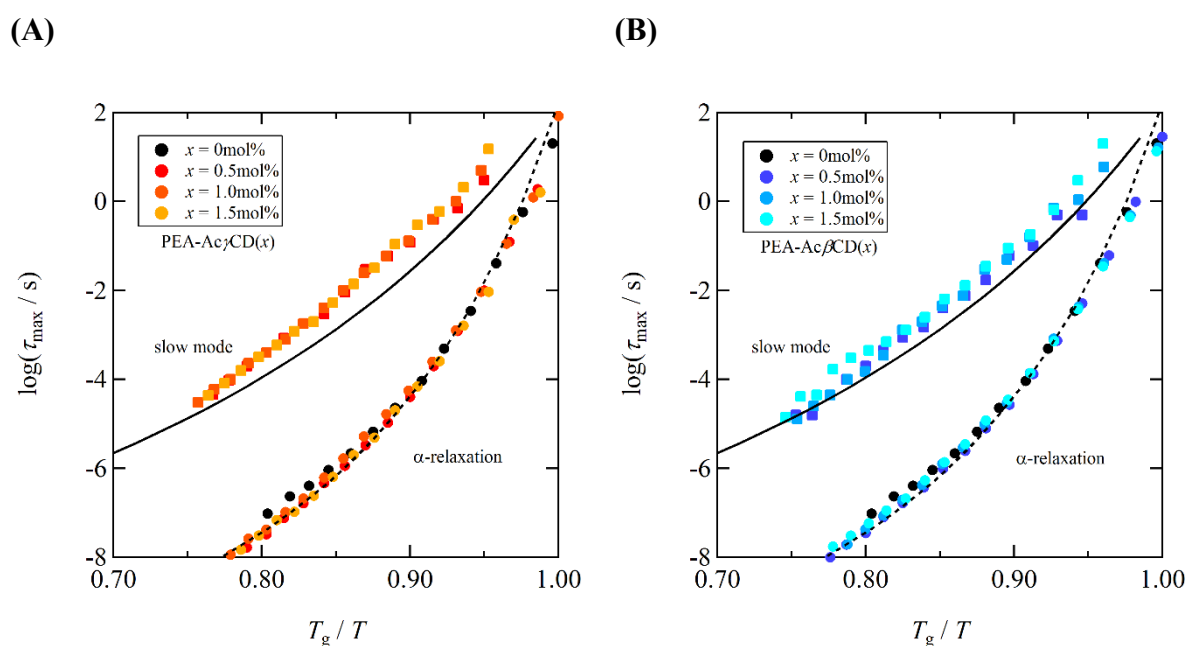 (A)
2
0
-2
-4
-6
-8
log(τmax / s)
x = 0mol%
x = 0.5mol%
x = 1.0mol%
x = 1.5mol%
PEA-AcγCD(x)
slow mode
α-relaxation
0.70
0.80
0.90
1.00
Tg / T
(B)
2
0
-2
-4
-6
-8
log(τmax / s)
x = 0mol%
x = 0.5mol%
x = 1.0mol%
x = 1.5mol%
PEA-AcβCD(x)
slow mode
α-relaxation
0.70
0.80
0.90
1.00
Tg / T